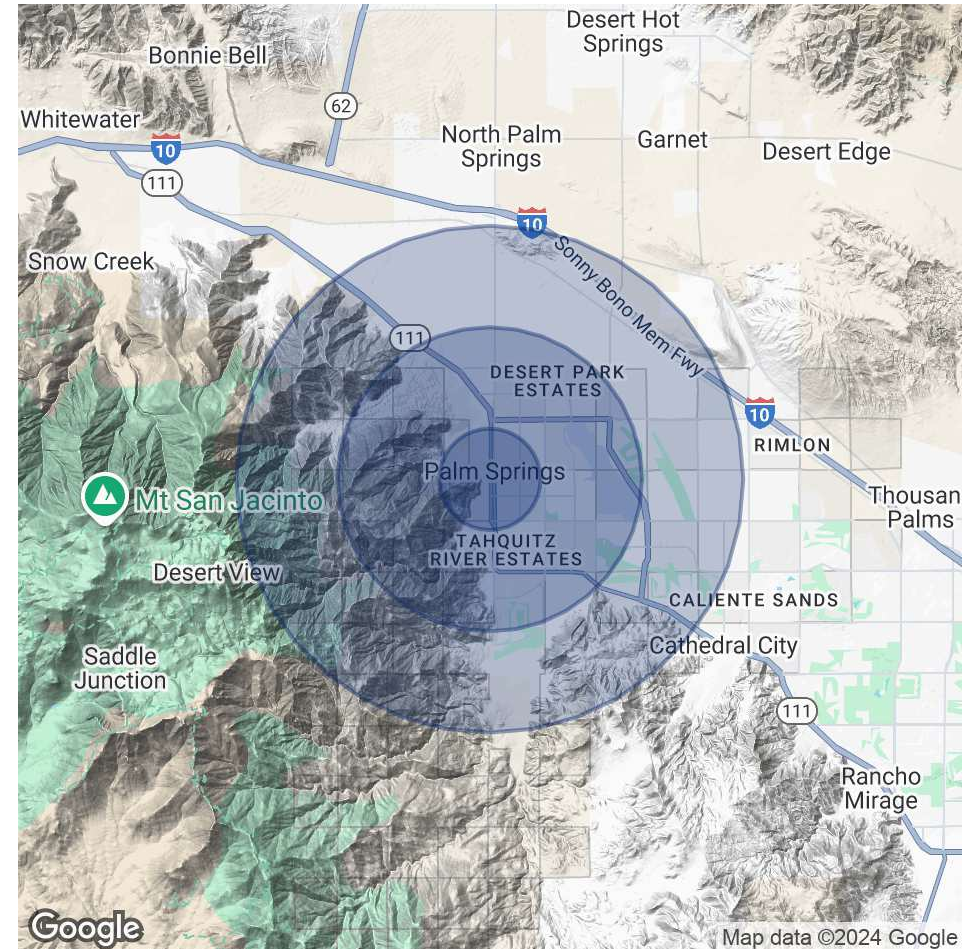 Desert Hot
Springs
Bonnie Bell
62
Whitewater
North Palm
Springs
Garnet
Desert Edge
10
111
10
Snow Creek
Sonny Bono Mem Fwy
111
DESERT PARK
ESTATES
10
RIMLON
Palm Springs
Mt San Jacinto
Thousan
Palms
TAHQUITZ
RIVER ESTATES
Desert View
CALIENTE SANDS
Cathedral City
Saddle
Junction
111
Rancho
Mirage
Google
Map data ©2024 Google